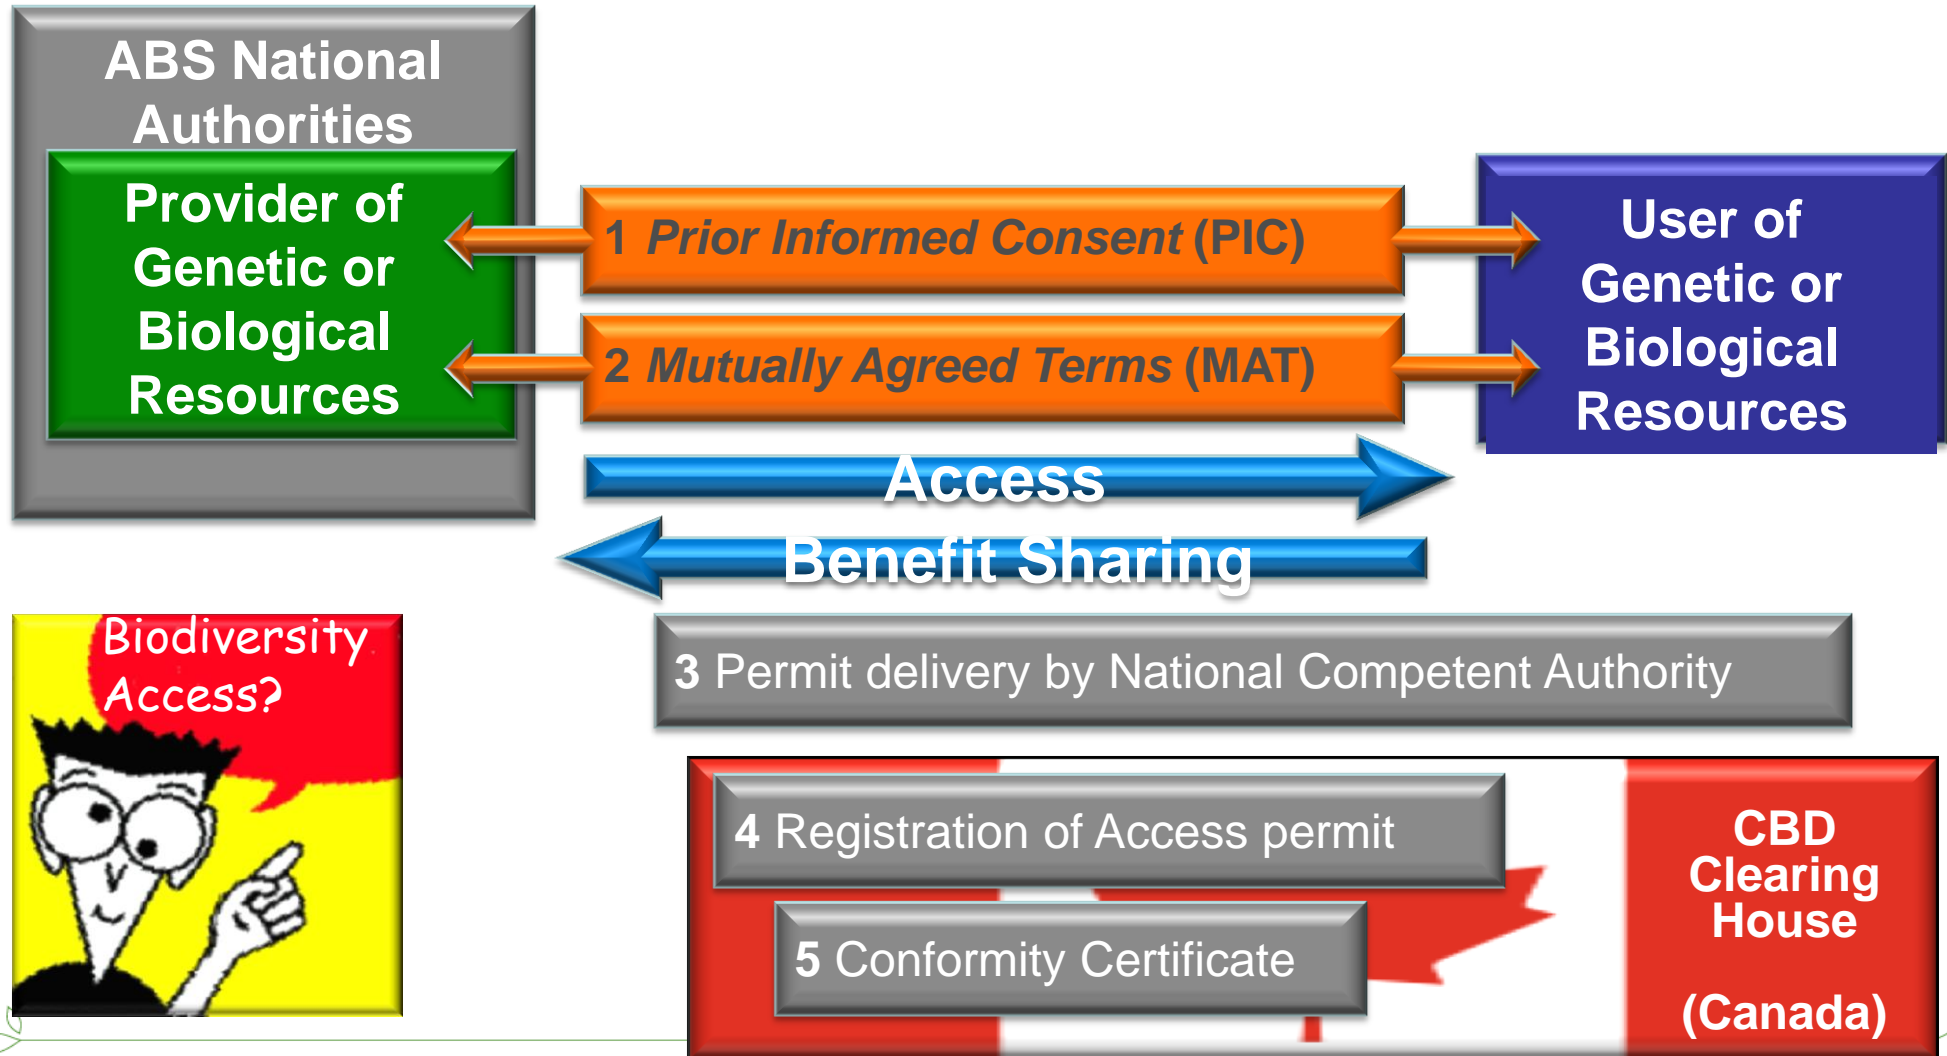 ABS National
Authorities
Provider of
Genetic or
Biological
Resources
1 Prior Informed Consent (PIC)
2 Mutually Agreed Terms (MAT)
User of
Genetic or
Biological
Resources
Access
Benefit Sharing
Biodiversity
Access?
3 Permit delivery by National Competent Authority
4 Registration of Access permit
5 Conformity Certificate
CBD
Clearing
House
(Canada)